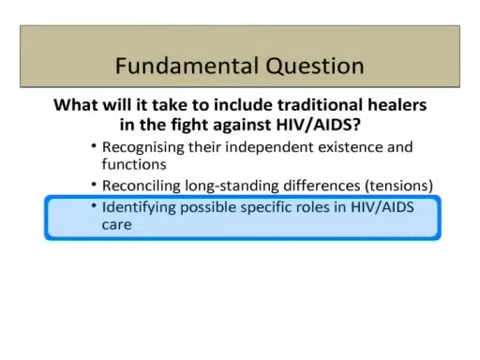 Fundamental Question
What will it take to include traditional healers
in the fight against HIV/AIDS?
• Recognising their independent existence and
functions
• Reconciling long-standing differences (tensions)
• Identifying possible specific roles in HIV/AIDS
care